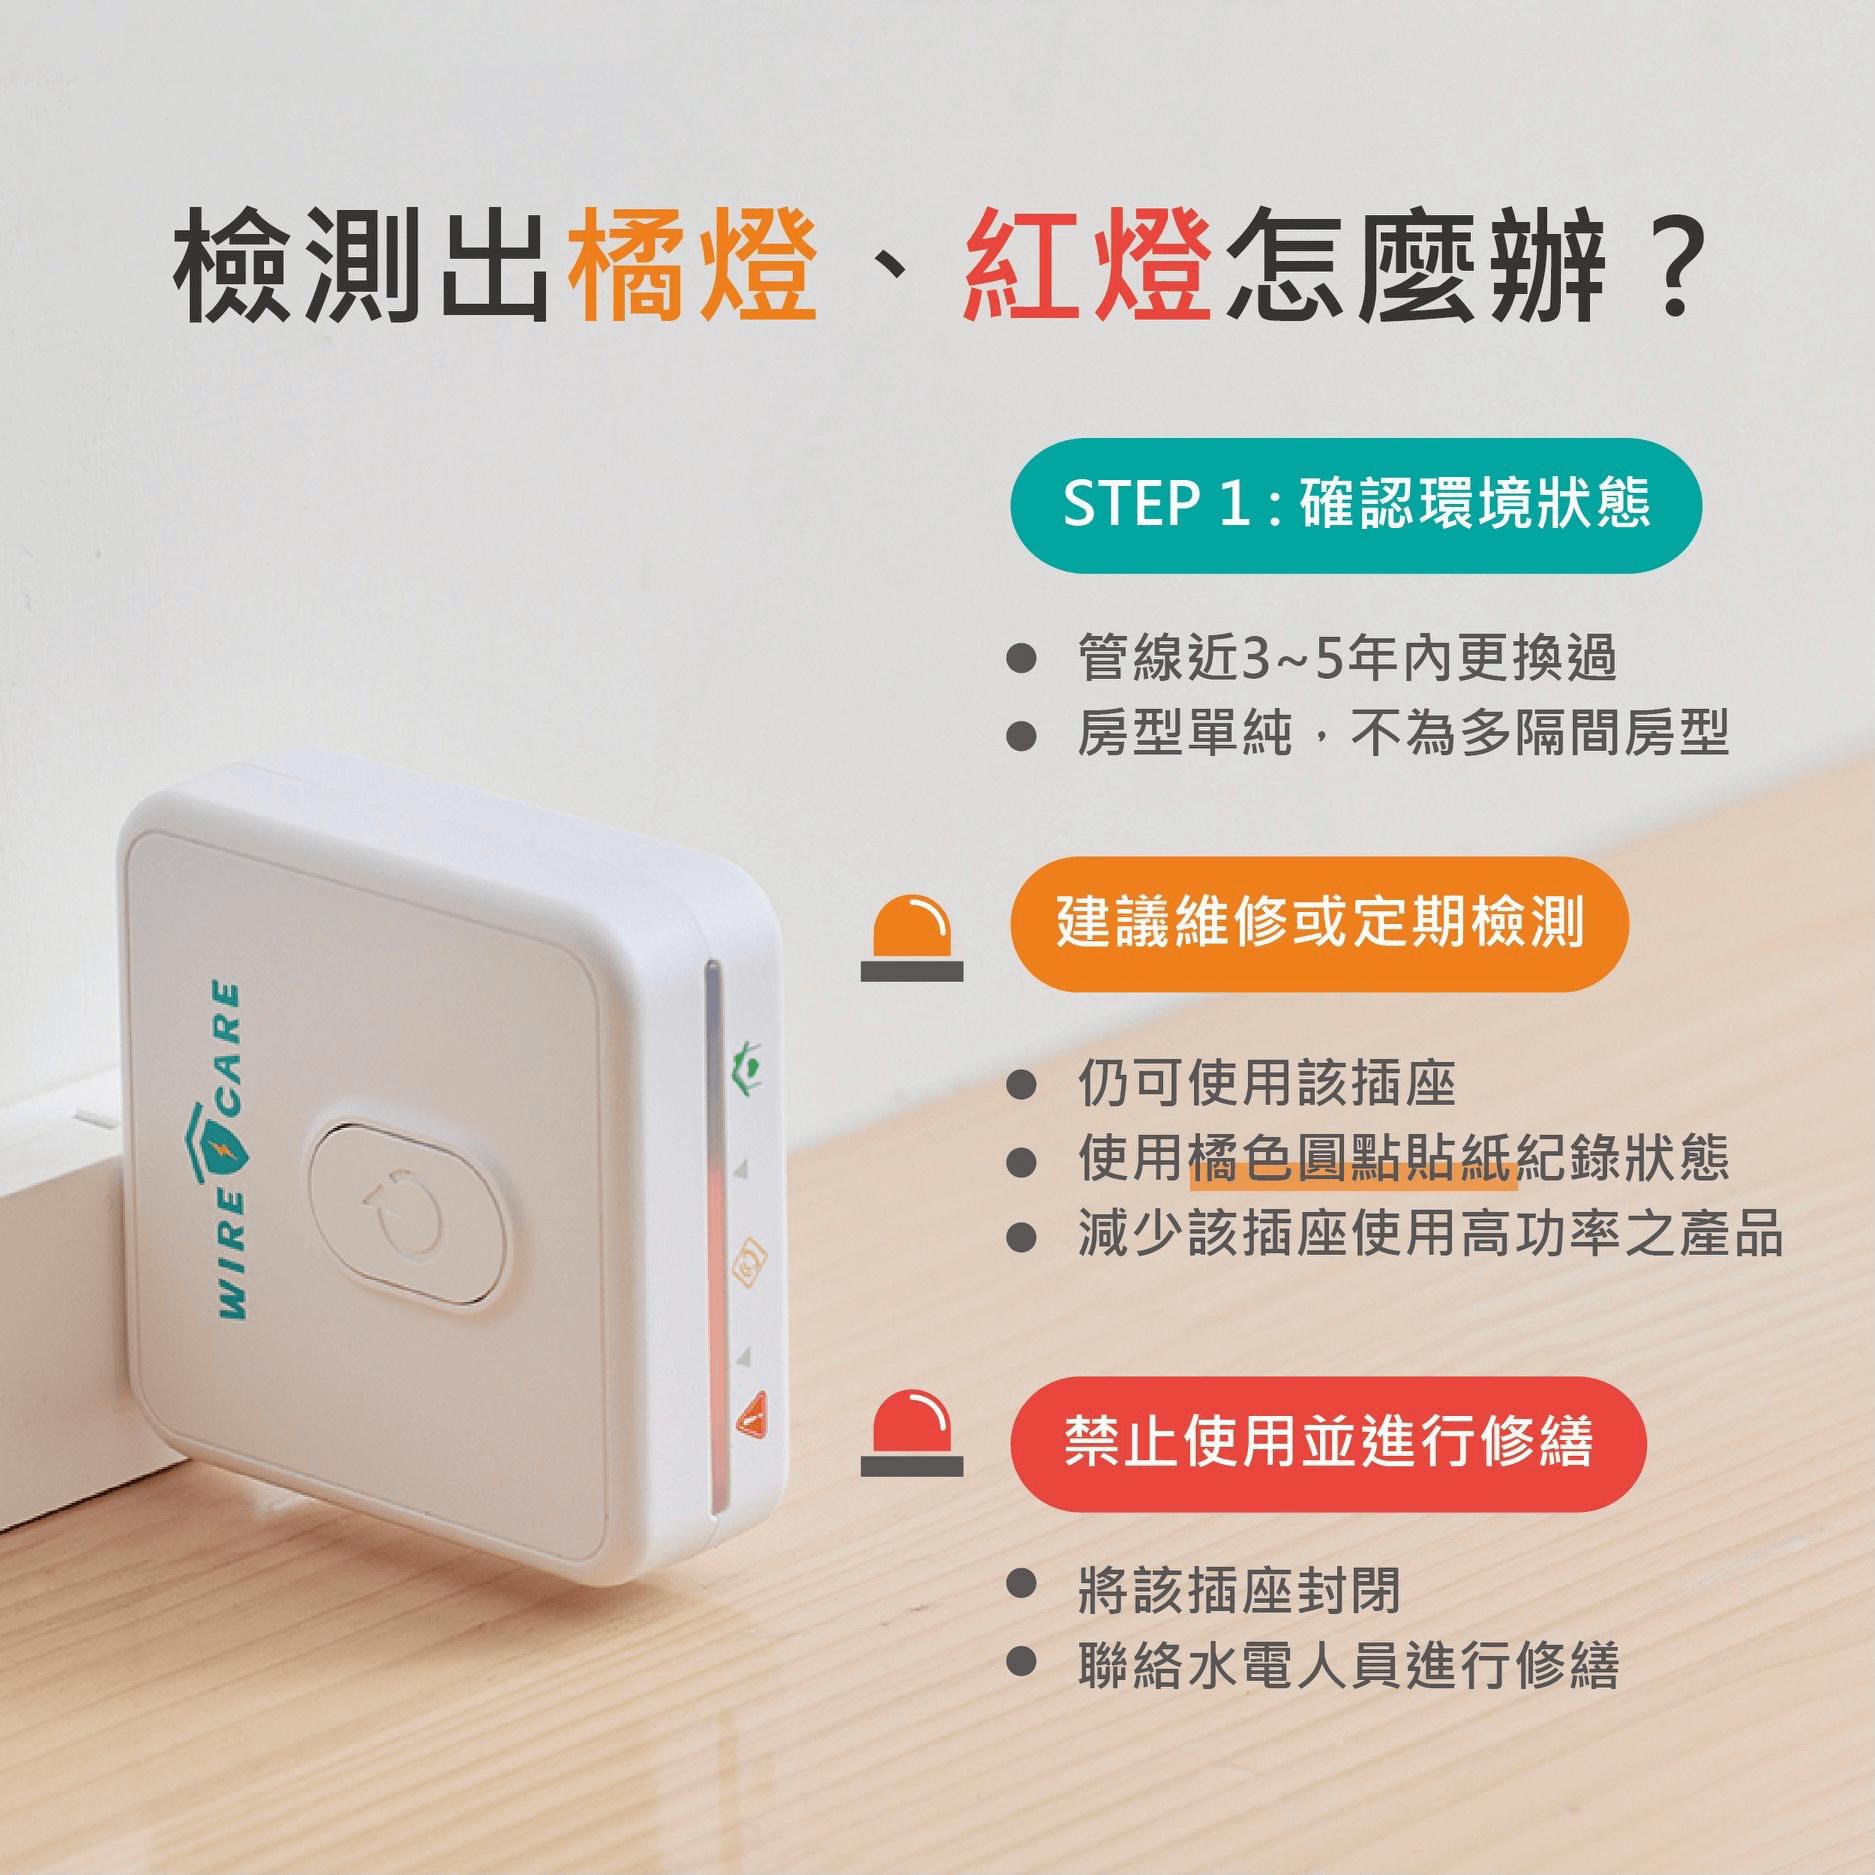 檢測出橘燈、紅燈怎麼辦？
STEP 1 : 確認環境狀態
管線近3~5年內更換過
房型單純，不為多隔間房型
建議維修或定期檢測
仍可使用該插座
使用橘色圓點貼紙紀錄狀態
減少該插座使用高功率之產品
禁止使用並進行修繕
將該插座封閉
聯絡水電人員進行修繕
WIRE CARE